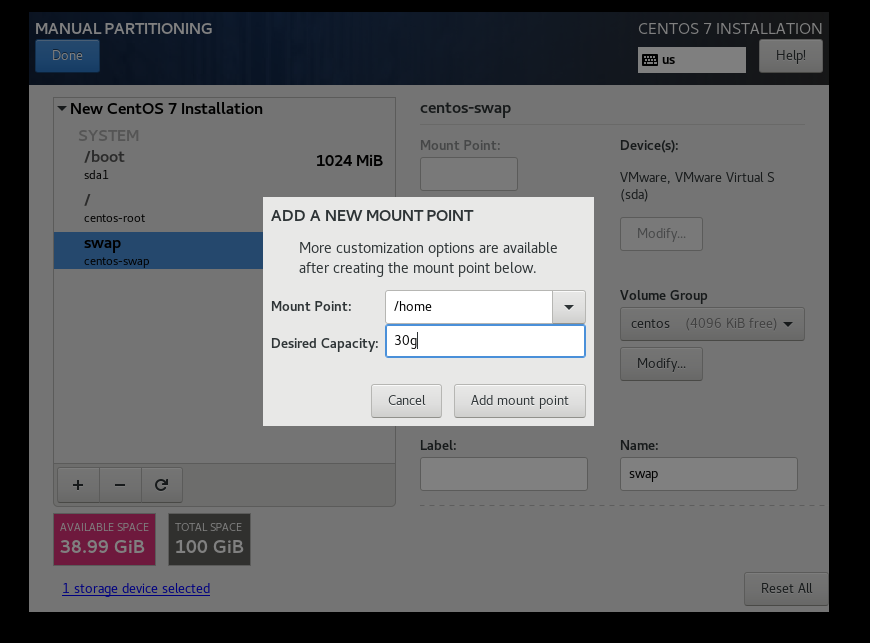 MANUAL PARTITIONING
CENTOS 7 INSTALLATION
Done
us
Help!
New CentOS 7 Installation
SYSTEM
/boot
1024 MiB
sda1
/
centos-root
swap
centos-swap
centos-swap
Mount Point:
Device(s):
VMware, VMware Virtual S
(sda)
Modify...
Volume Group
centos (4096 KiB free)
Modify...
Label:
Name:
swap
ADD A NEW MOUNT POINT
More customization options are available
after creating the mount point below.
Mount Point:
/home
Desired Capacity:
30g
Cancel
Add mount point
+
−
AVAILABLE SPACE
38.99 GiB
TOTAL SPACE
100 GiB
1 storage device selected
Reset All